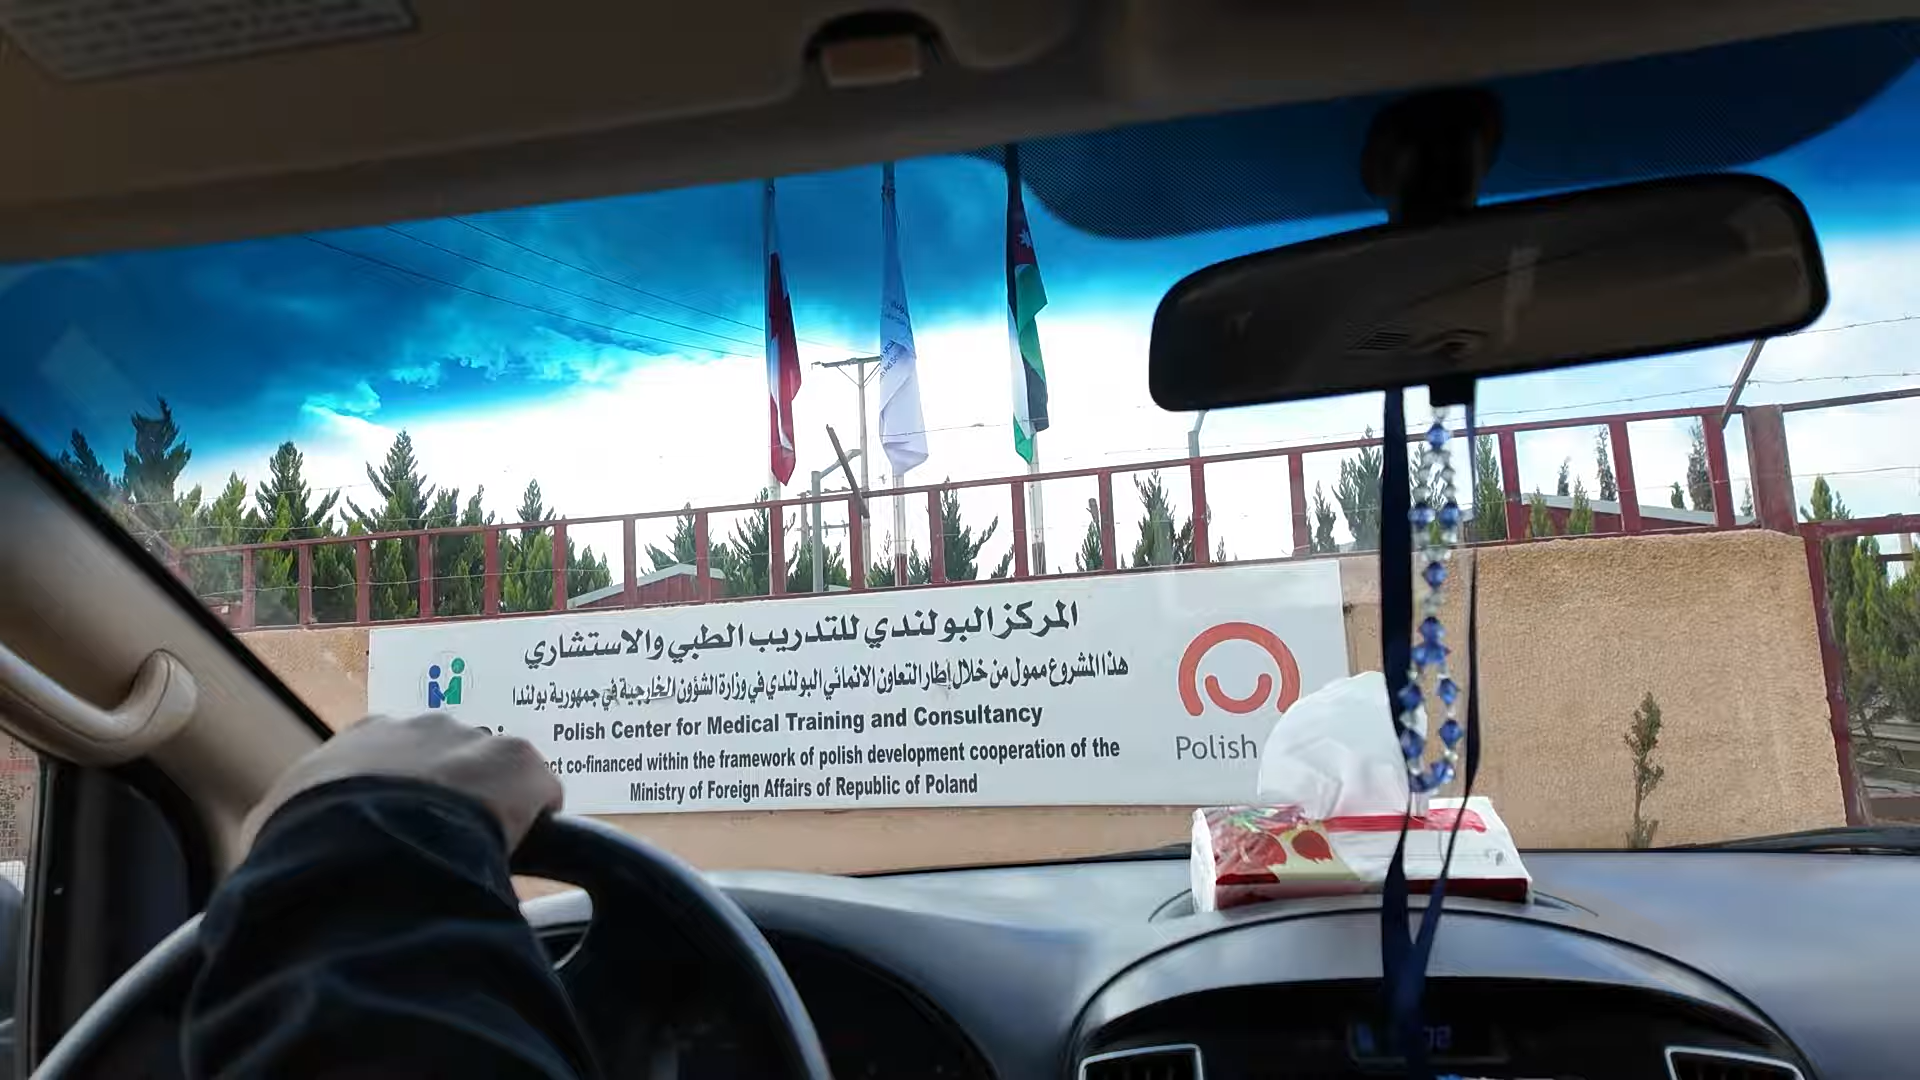 المركز البولندي للتدريب الطبي والاستشاري
هذا المشروع ممول من خلال إطار التعاون الانمائي البولندي في وزارة الشؤون الخارجية في جمهورية بولندا
Polish Center for Medical Training and Consultancy
ct co-financed within the framework of polish development cooperation of the
Ministry of Foreign Affairs of Republic of Poland
Polish